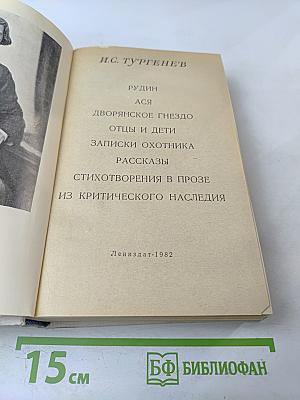 И.С. ТУРГЕНЕВ
РУДИН
АСЯ
ДВОРЯНСКОЕ ГНЕЗДО
ОТЦЫ И ДЕТИ
ЗАПИСКИ ОХОТНИКА
РАССКАЗЫ
СТИХОТВОРЕНИЯ В ПРОЗЕ
ИЗ КРИТИЧЕСКОГО НАСЛЕДИЯ
Лениздат-1982
15 см
БФ БИБЛИОФАН